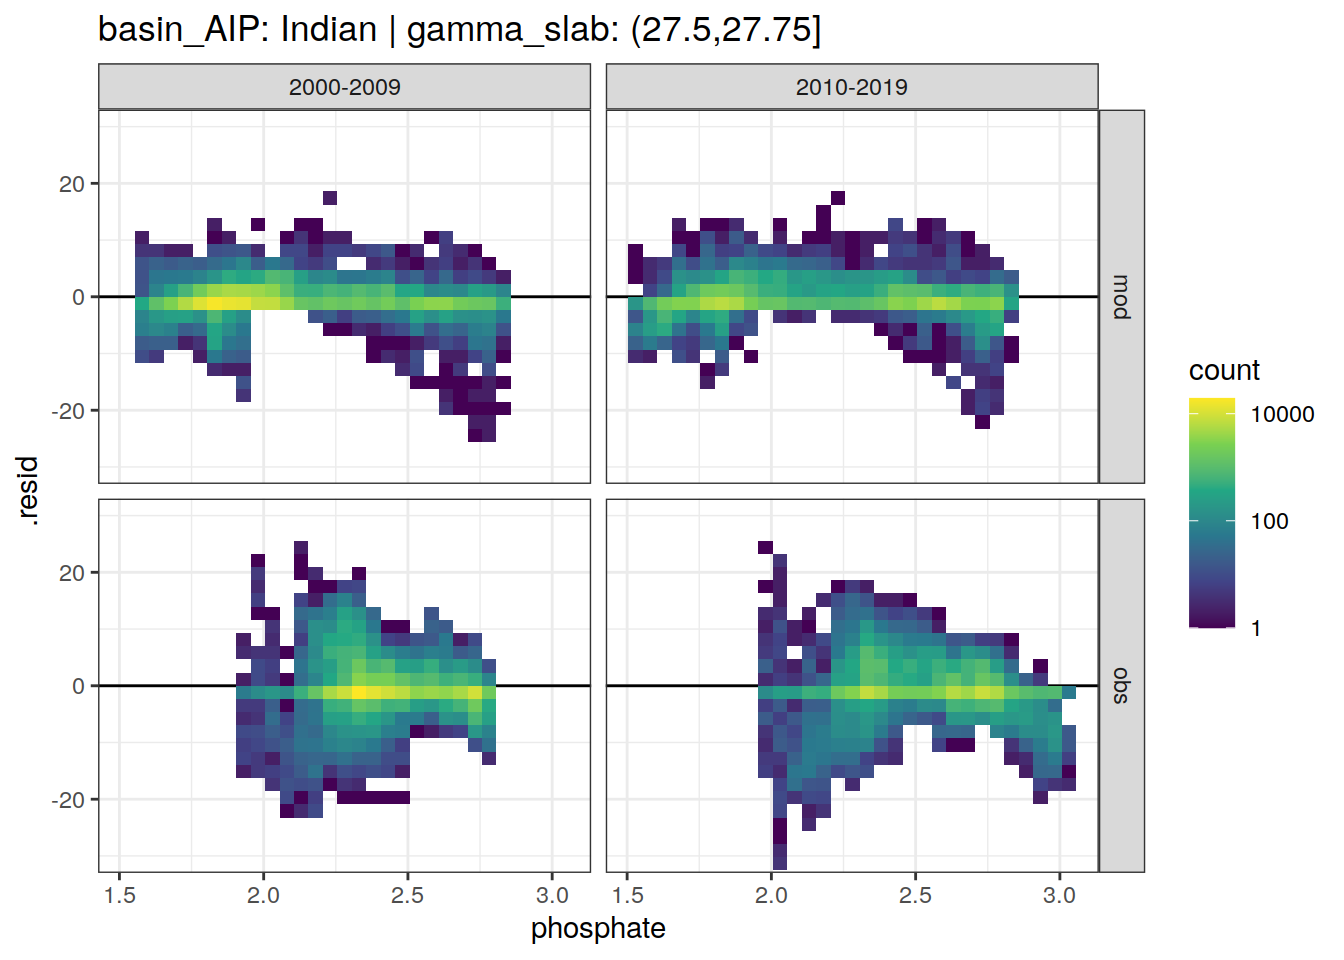 basin_AIP: Indian | gamma_slab: (27.5,27.75]
2000-2009
2010-2019
20
0
-20
mod
20
0
-20
obs
.resid
1.5 2.0 2.5 3.0
1.5 2.0 2.5 3.0
phosphate
count
10000
100
1